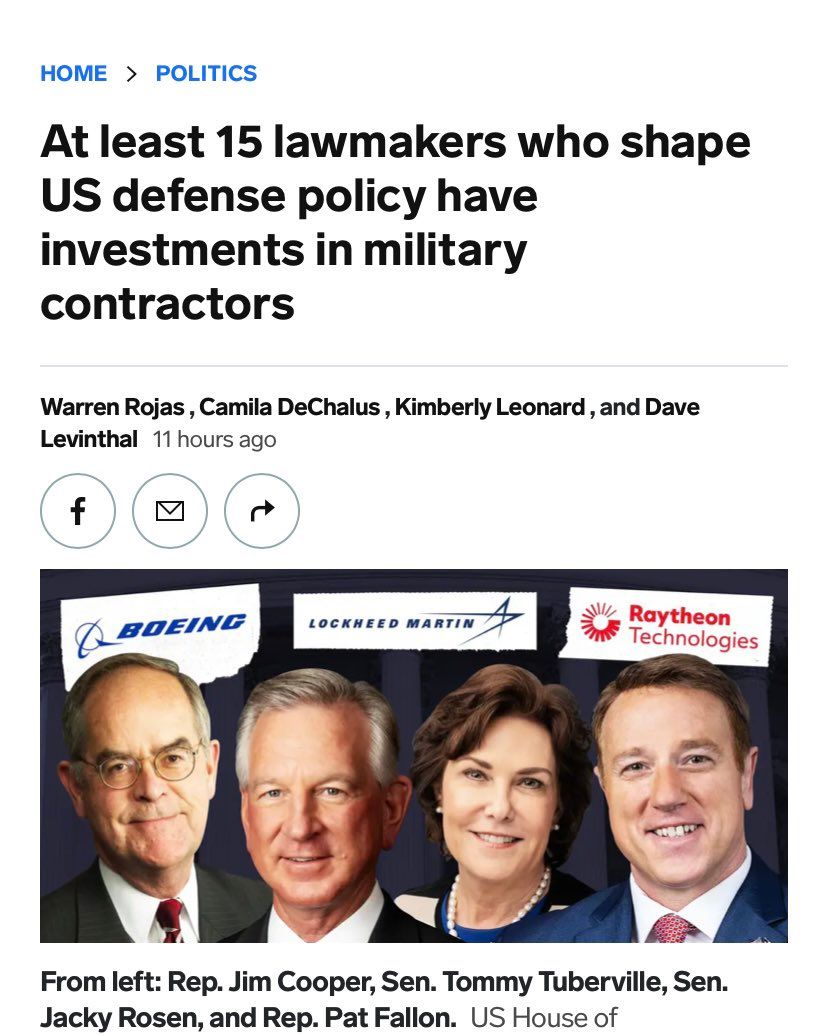 HOME > POLITICS
At least 15 lawmakers who shape
US defense policy have
investments in military
contractors
Warren Rojas , Camila DeChalus , Kimberly Leonard , and Dave
Levinthal 11 hours ago
BOEING
LOCKHEED MARTIN
Raytheon
Technologies
From left: Rep. Jim Cooper, Sen. Tommy Tuberville, Sen.
Jacky Rosen, and Rep. Pat Fallon. US House of